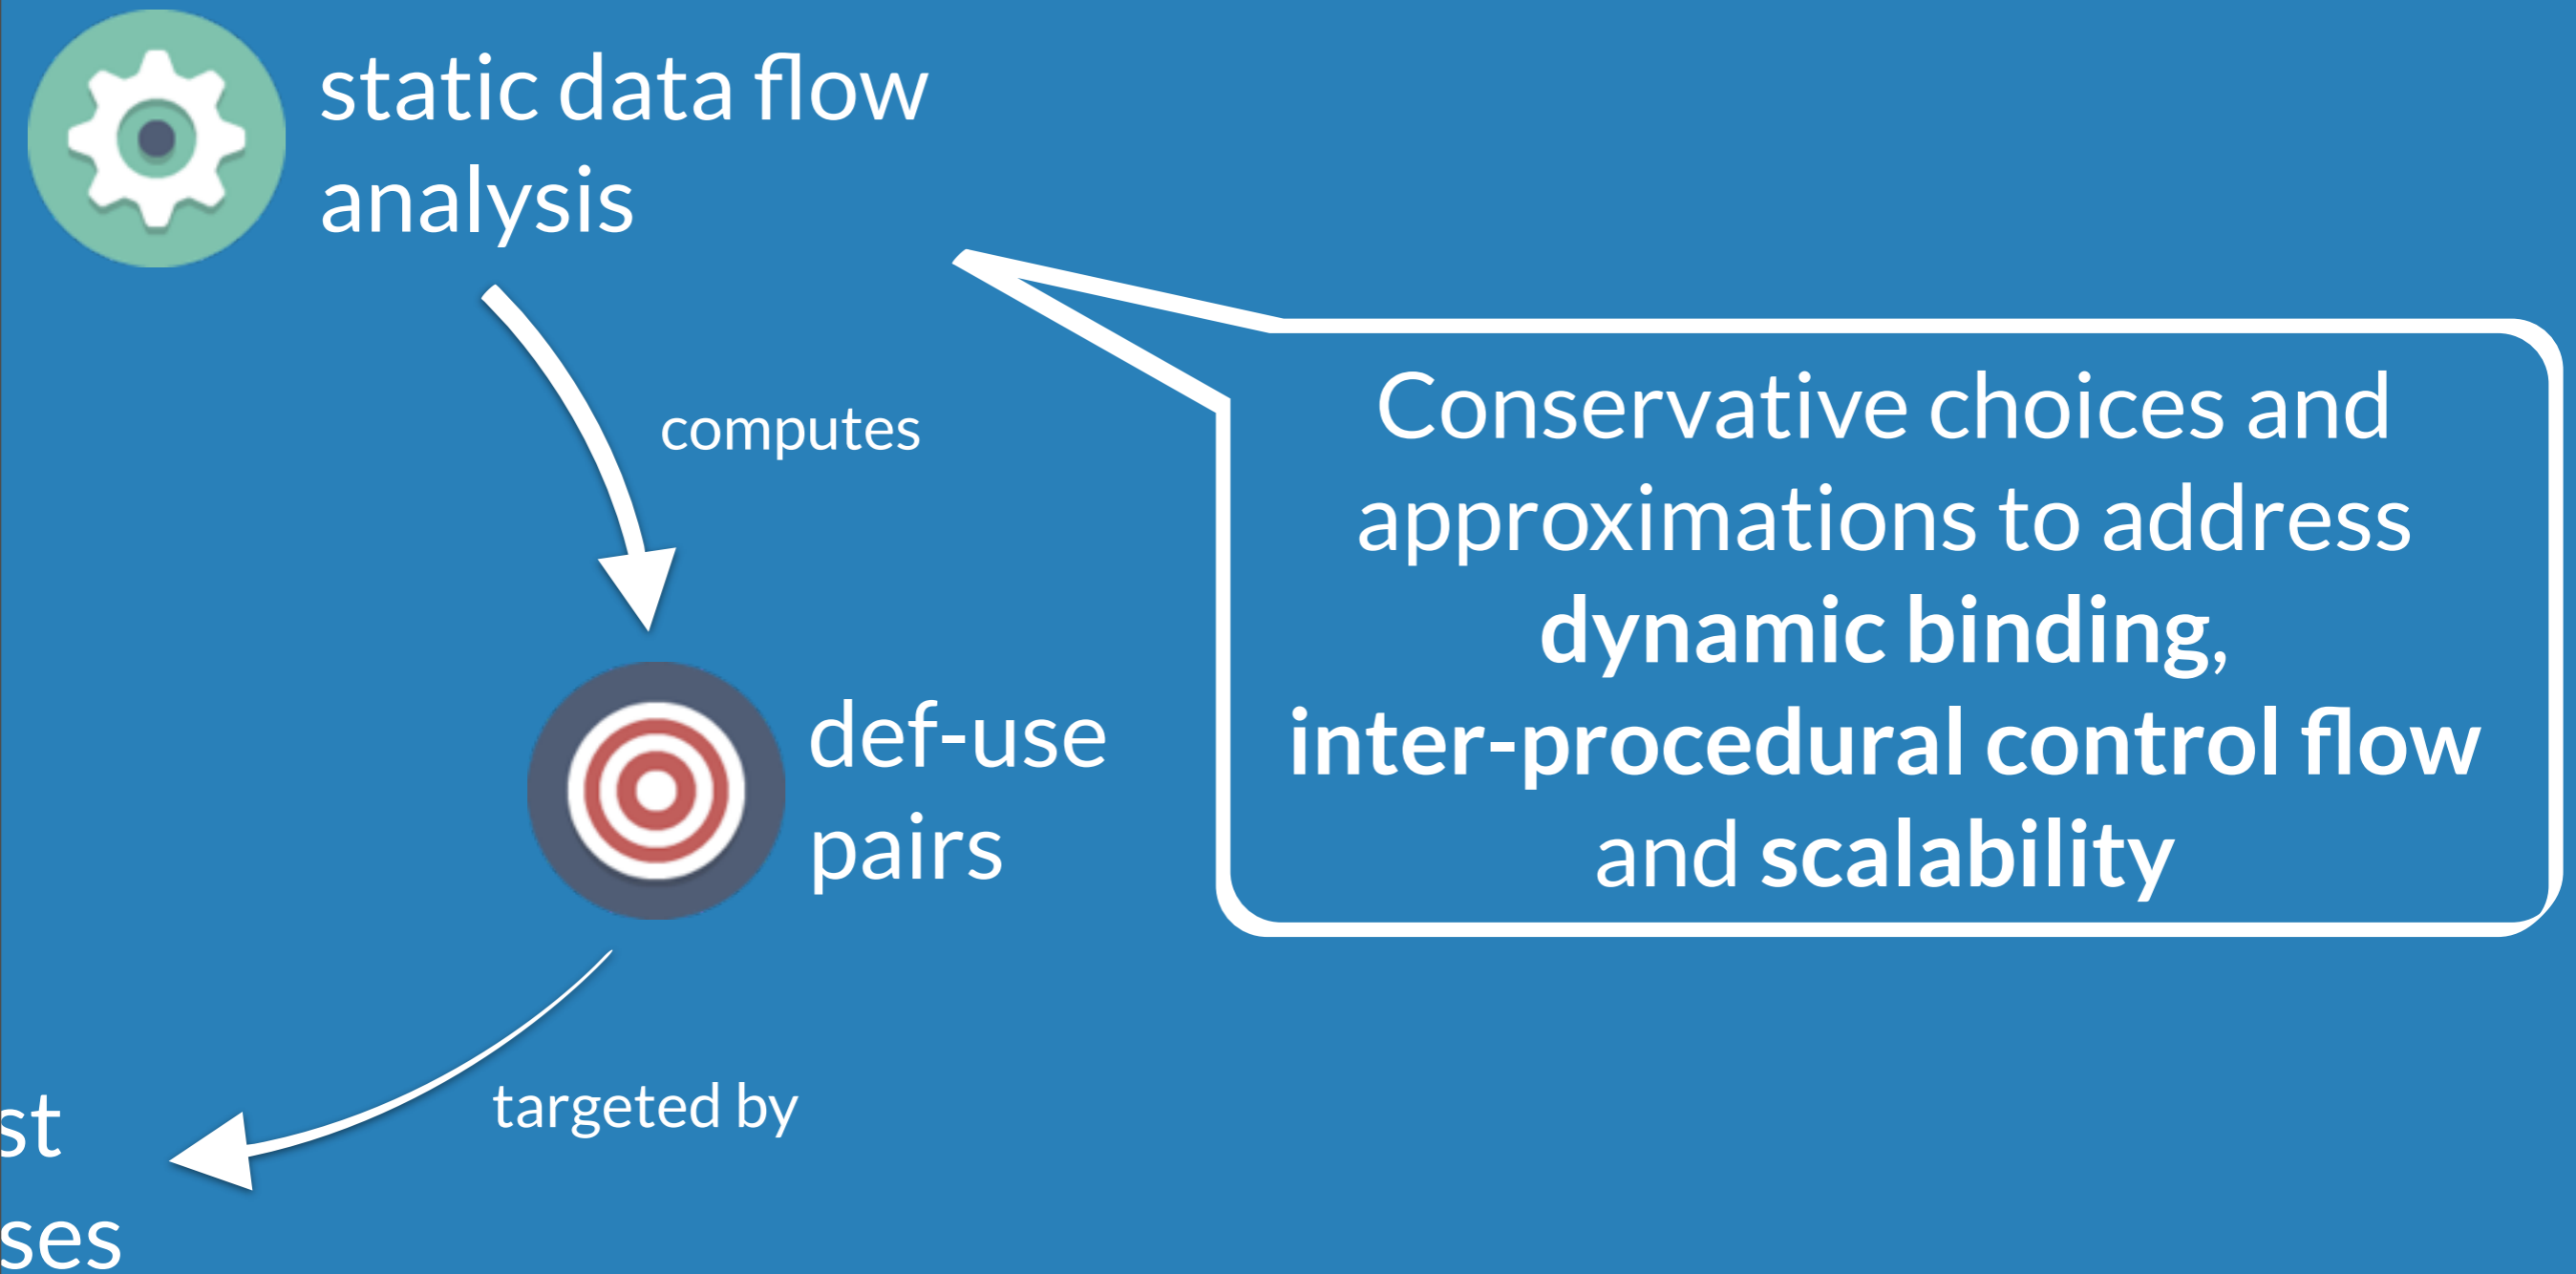 static data flow
analysis
computes
Conservative choices and
approximations to address
dynamic binding,
inter-procedural control flow
and scalability
def-use
pairs
targeted by
st
ses